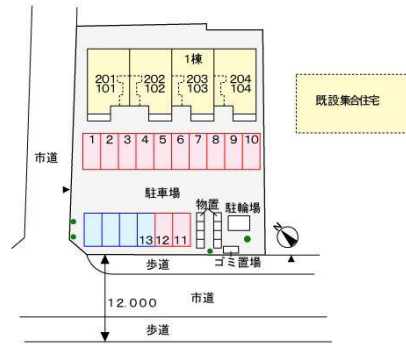 1棟
201 202 203 204
101 102 103 104
既設集合住宅
1 2 3 4 5 6 7 8 9 10
市道
駐車場
物置 駐輪場
13 12 11
N
ゴミ置場
歩道
12.000
市道
歩道